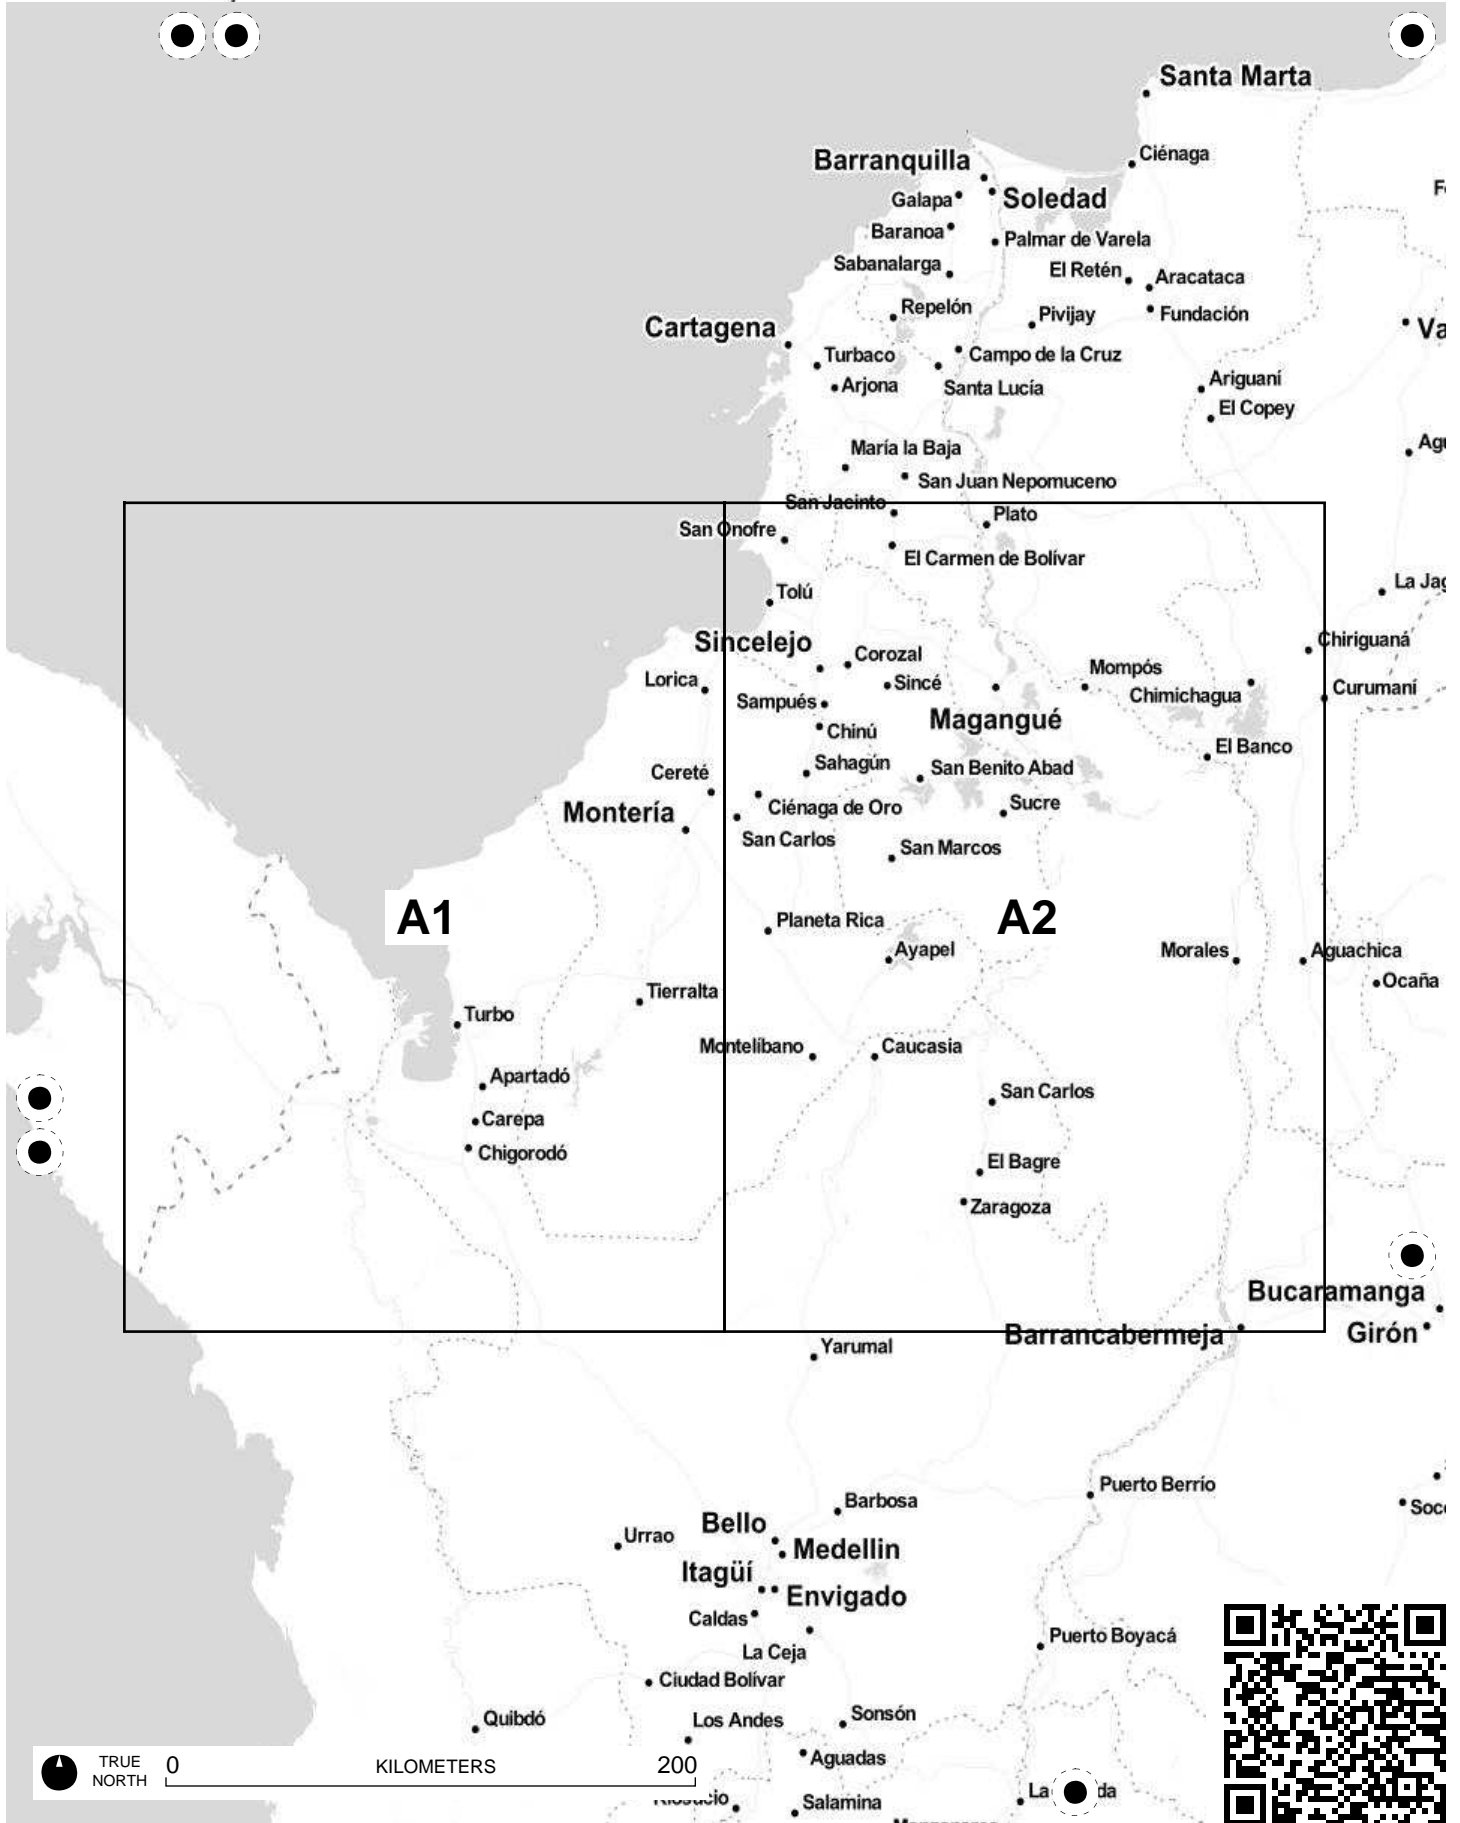 Santa Marta
Ciénaga
Barranquilla
Soledad
Galapa
Baranoa
Palmar de Varela
Sabanalarga
El Retén
Aracataca
Repelón
Pivijay
Fundación
Cartagena
Turbaco
Campo de la Cruz
Arjona
Santa Lucía
Ariguaní
El Copey
María la Baja
San Juan Nepomuceno
San Jacinto
Plato
San Onofre
El Carmen de Bolívar
Tolú
Sincelejo
Corozal
Chiriguaná
Lorica
Sincé
Mompós
Chimichagua
Curumaní
Sampués
Magangué
Chinú
El Banco
Cereté
Sahagún
San Benito Abad
Montería
Ciénaga de Oro
Sucre
San Carlos
San Marcos
A1
A2
Planeta Rica
Ayapel
Morales
Aguachica
Ocaña
Tierralta
Turbo
Montelíbano
Caucasia
Apartadó
San Carlos
Carepa
Chigorodó
El Bagre
Zaragoza
Bucaramanga
Barrancabermeja
Girón
Yarumal
Puerto Berrío
Barbosa
Bello
Urrao
Medellin
Itagüí
Envigado
Caldas
La Ceja
Puerto Boyacá
Ciudad Bolívar
Quibdó
Los Andes
Sonsón
Aguadas
TRUE
NORTH
0 KILOMETERS 200
Salamina
La